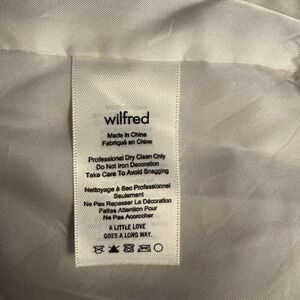 wilfred
Made in China
Fabriqué en Chine
Professional Dry Clean Only
Do Not Iron Decoration
Take Care To Avoid Snagging
Nettoyage à Sec Professionnel
Seulement
Ne Pas Repasser La Décoration
Faites Attention Pour
Ne Pas Accrocher
A LITTLE LOVE
GOES A LONG WAY.